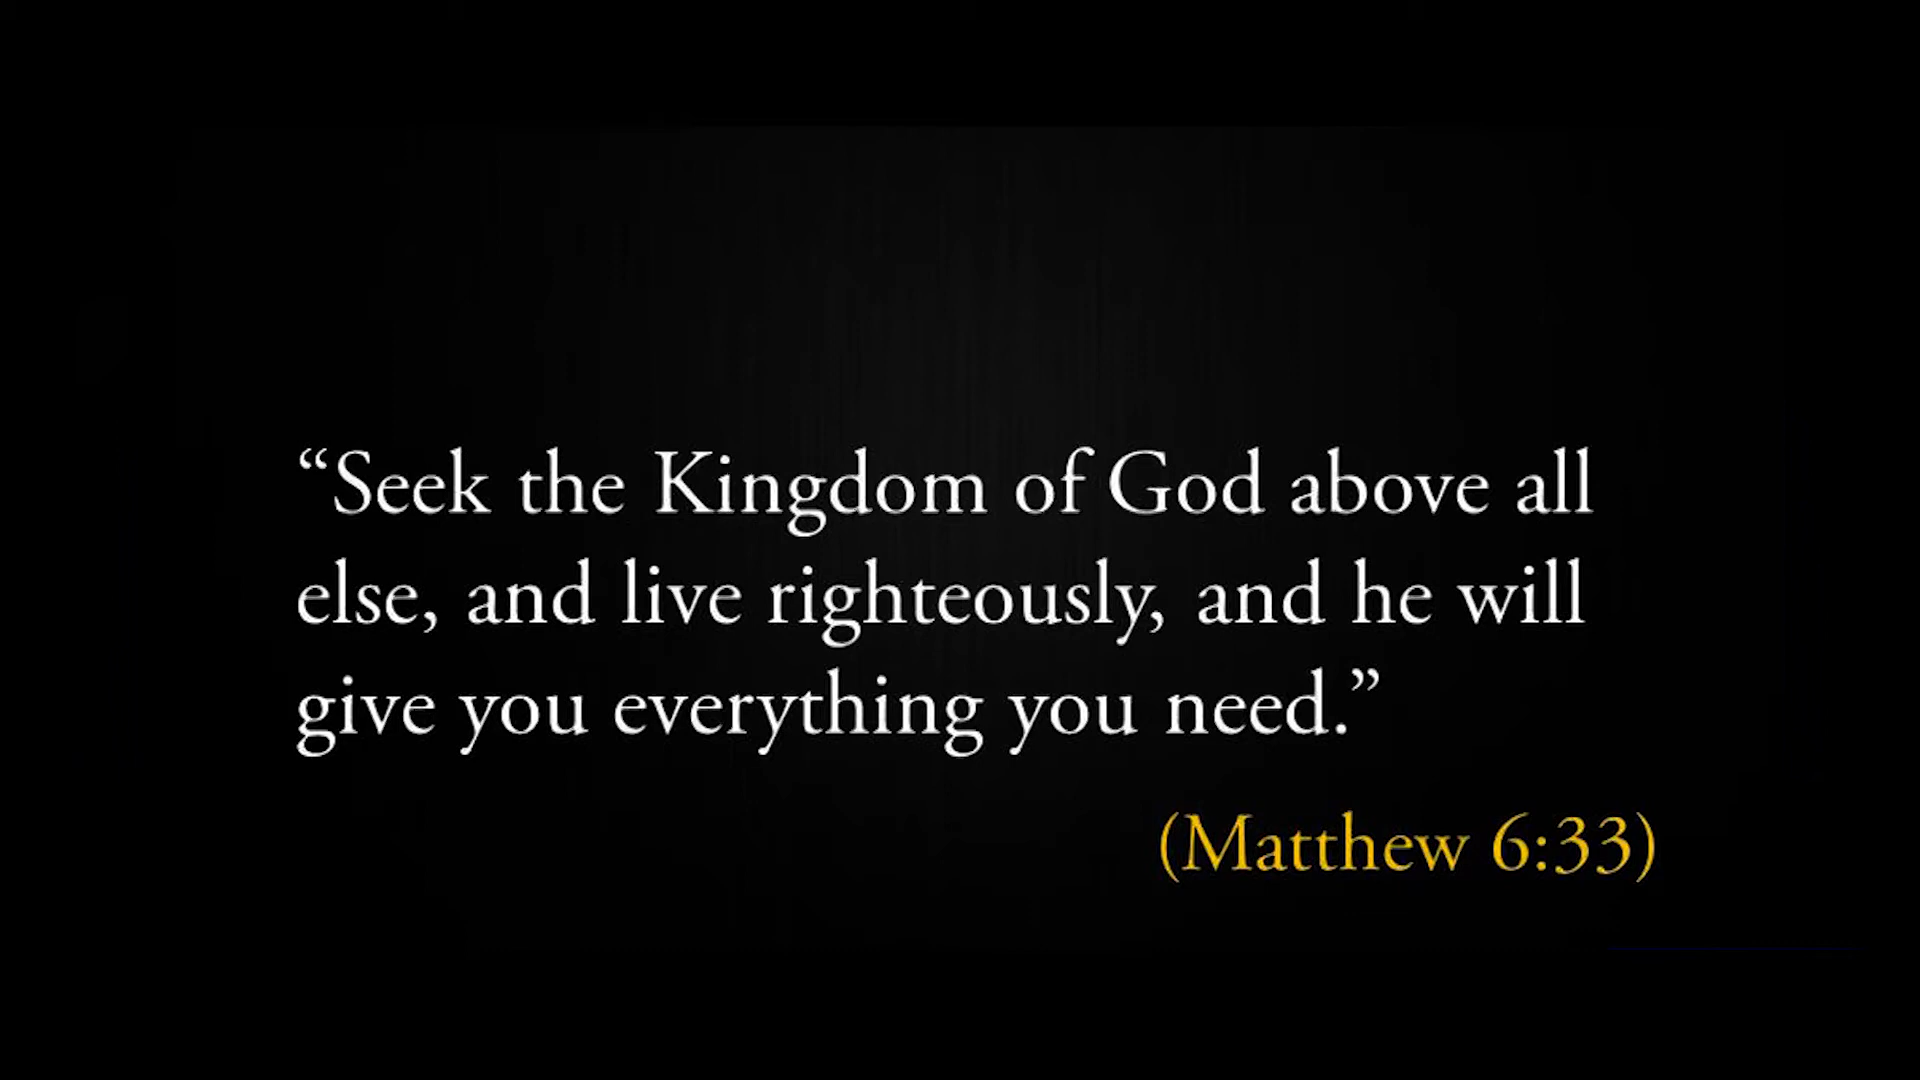 “Seek the Kingdom of God above all
else, and live righteously, and he will
give you everything you need.”
(Matthew 6:33)